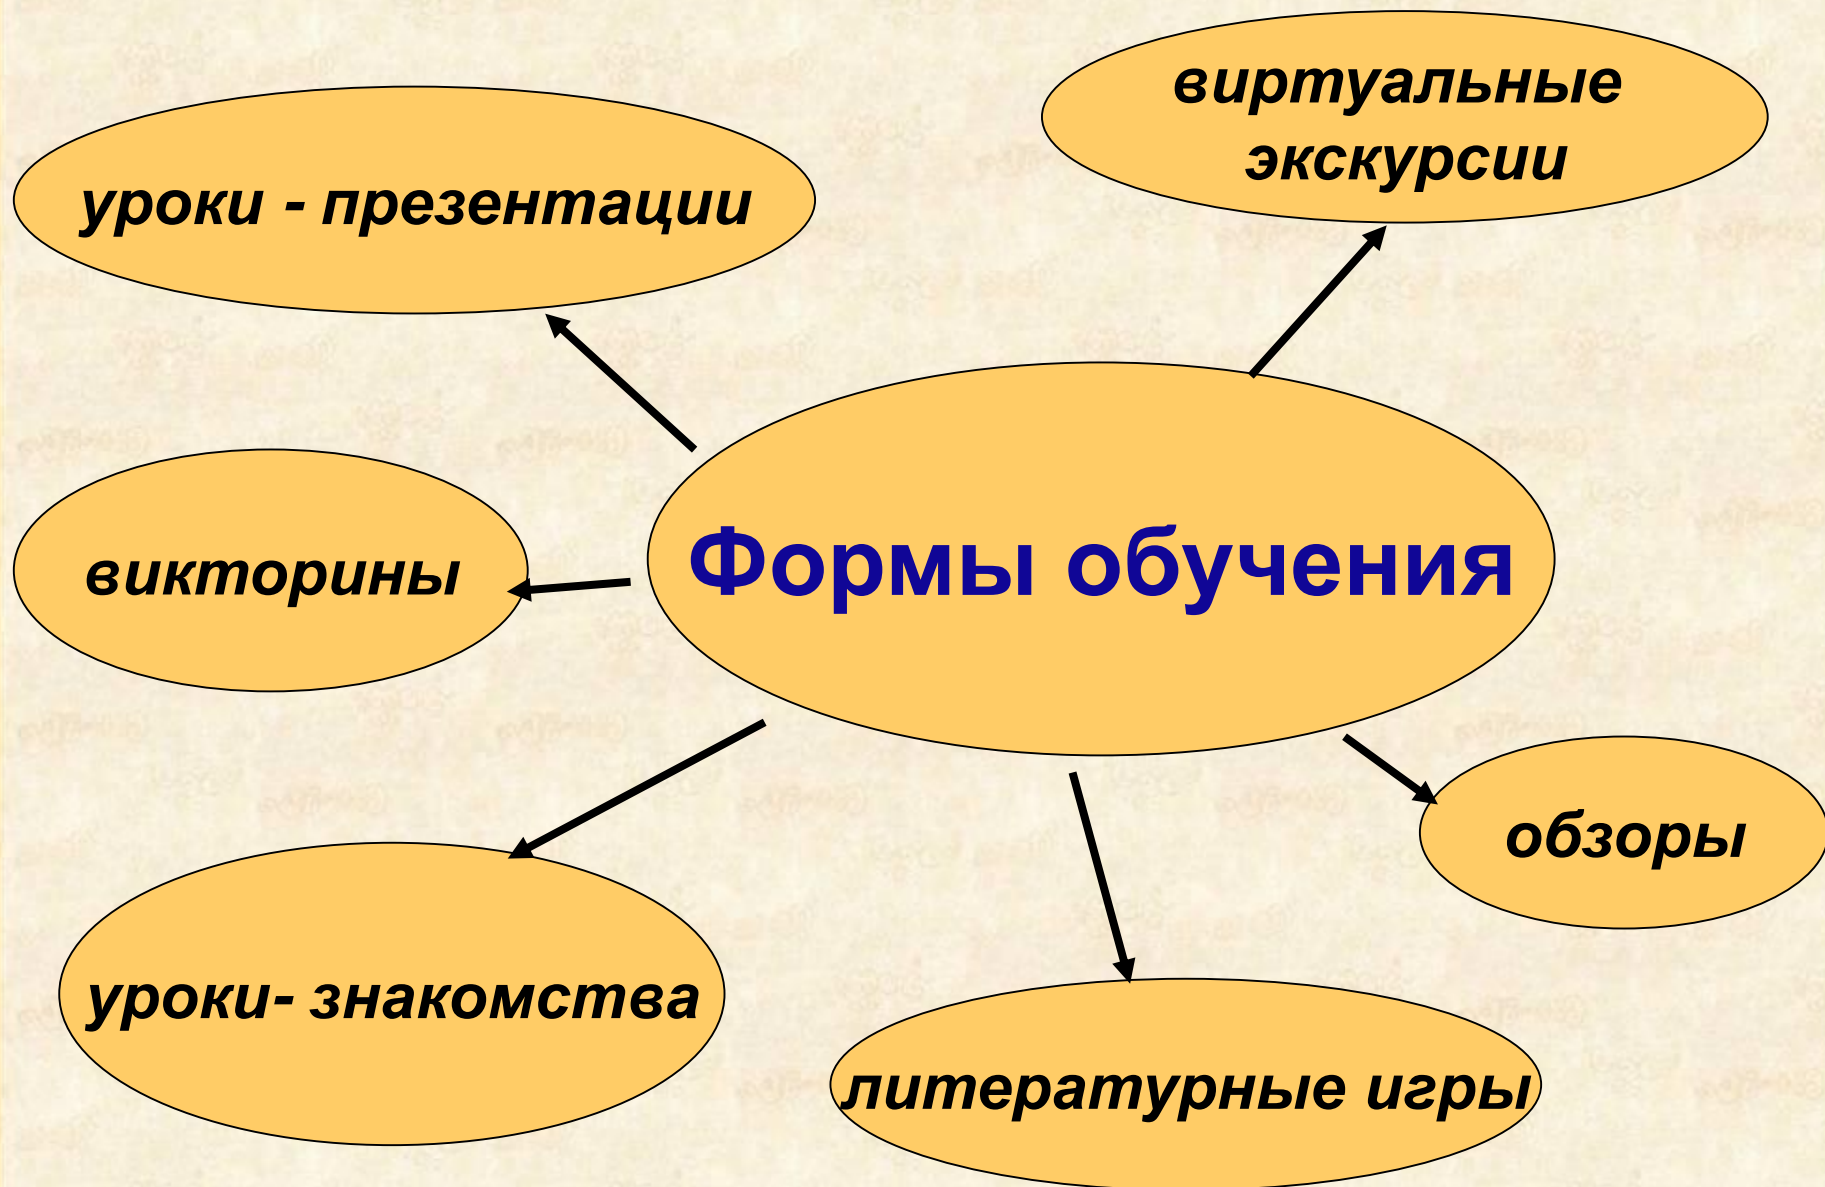 виртуальные
экскурсии
уроки - презентации
Формы обучения
викторины
обзоры
уроки- знакомства
литературные игры